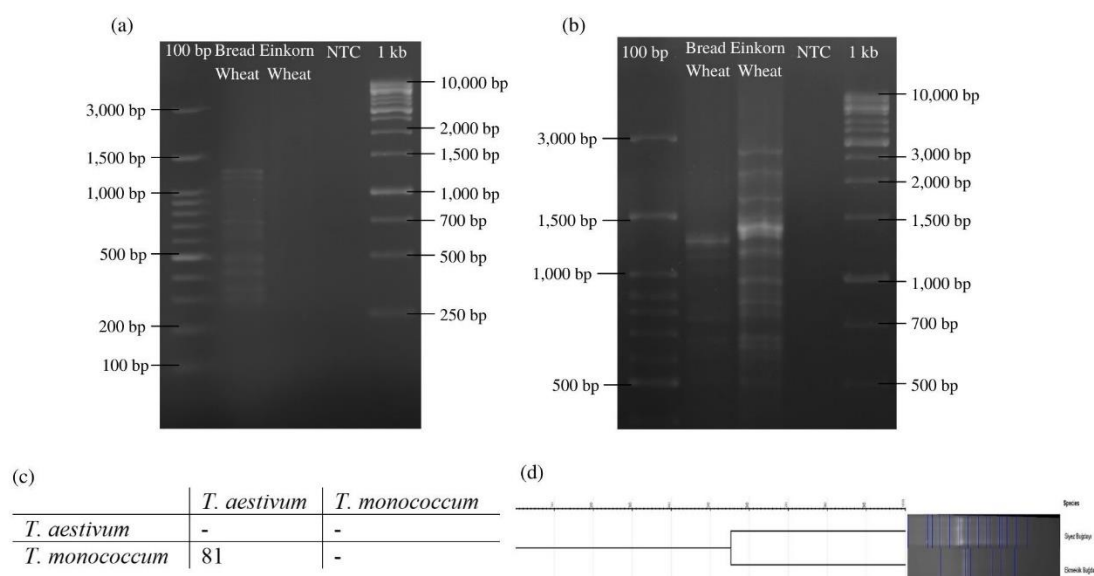 (a)
100 bp Bread Wheat Einkorn Wheat NTC 1 kb
3,000 bp
1,500 bp
1,000 bp
500 bp
200 bp
100 bp
10,000 bp
2,000 bp
1,500 bp
1,000 bp
700 bp
500 bp
250 bp
(b)
100 bp Bread Wheat Einkorn Wheat NTC 1 kb
3,000 bp
1,500 bp
1,000 bp
500 bp
10,000 bp
3,000 bp
2,000 bp
1,500 bp
1,000 bp
700 bp
500 bp
(c)
T. aestivum T. monococcum
T. aestivum - -
T. monococcum 81 -
(d)
Species
Siyez Buğdayı
Ekmeklik